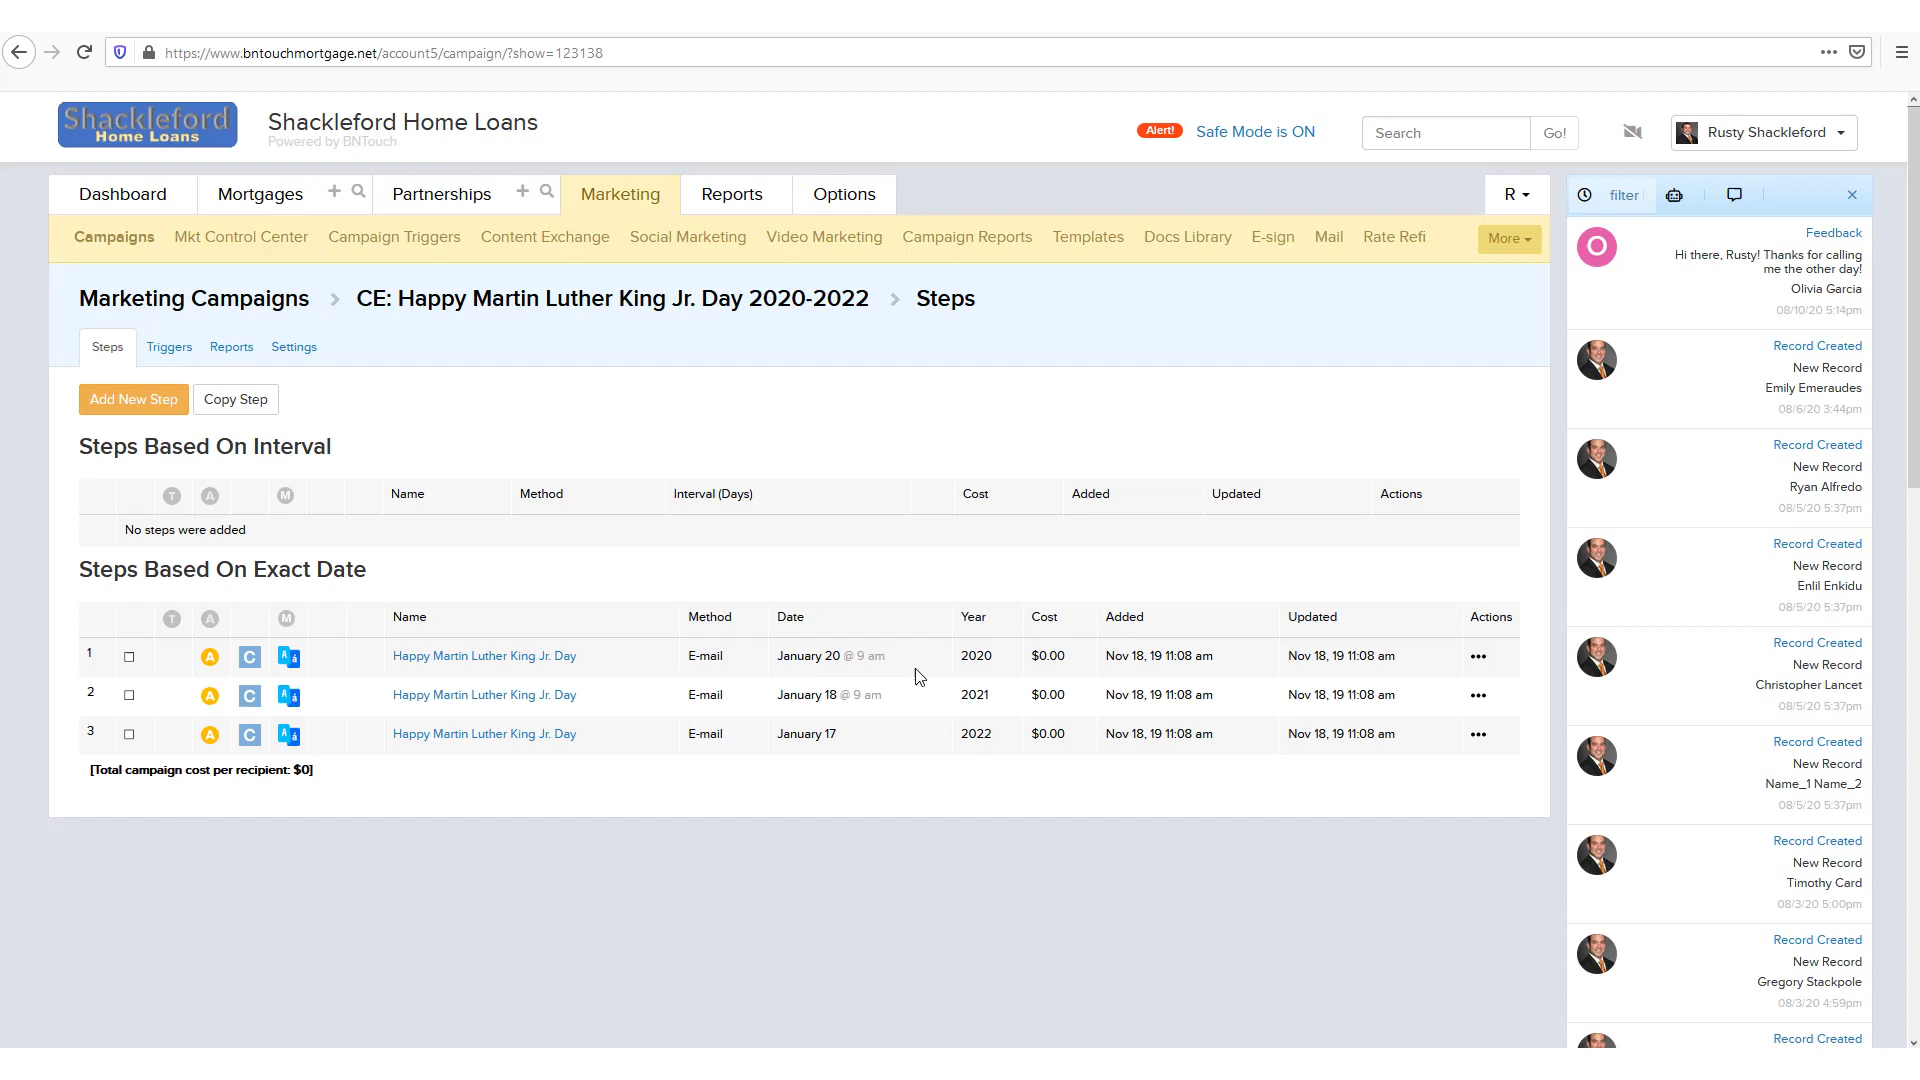 https://www.bntouchmortgage.net/account5/campaign/?show=123138
Shackleford
Home Loans
Shackleford Home Loans
Powered by BNTouch
Alert! Safe Mode is ON
Search Go!
Rusty Shackleford
Dashboard Mortgages Partnerships Marketing Reports Options R
Campaigns Mkt Control Center Campaign Triggers Content Exchange Social Marketing Video Marketing Campaign Reports Templates Docs Library E-sign Mail Rate Refi More
Marketing Campaigns > CE: Happy Martin Luther King Jr. Day 2020-2022 > Steps
Steps Triggers Reports Settings
Add New Step Copy Step
Steps Based On Interval
T A M Name Method Interval (Days) Cost Added Updated Actions
No steps were added
Steps Based On Exact Date
T A M Name Method Date Year Cost Added Updated Actions
1 A C Happy Martin Luther King Jr. Day E-mail January 20 @ 9 am 2020 $0.00 Nov 18, 19 11:08 am Nov 18, 19 11:08 am
2 A C Happy Martin Luther King Jr. Day E-mail January 18 @ 9 am 2021 $0.00 Nov 18, 19 11:08 am Nov 18, 19 11:08 am
3 A C Happy Martin Luther King Jr. Day E-mail January 17 2022 $0.00 Nov 18, 19 11:08 am Nov 18, 19 11:08 am
[Total campaign cost per recipient: $0]
filter
O
Feedback
Hi there, Rusty! Thanks for calling
me the other day!
Olivia Garcia
08/10/20 5:14pm
Record Created
New Record
Emily Emeraudes
08/6/20 3:44pm
Record Created
New Record
Ryan Alfredo
08/5/20 5:37pm
Record Created
New Record
Enlil Enkidu
08/5/20 5:37pm
Record Created
New Record
Christopher Lancet
08/5/20 5:37pm
Record Created
New Record
Name_1 Name_2
08/5/20 5:37pm
Record Created
New Record
Timothy Card
08/3/20 5:00pm
Record Created
New Record
Gregory Stackpole
08/3/20 4:59pm
Record Created